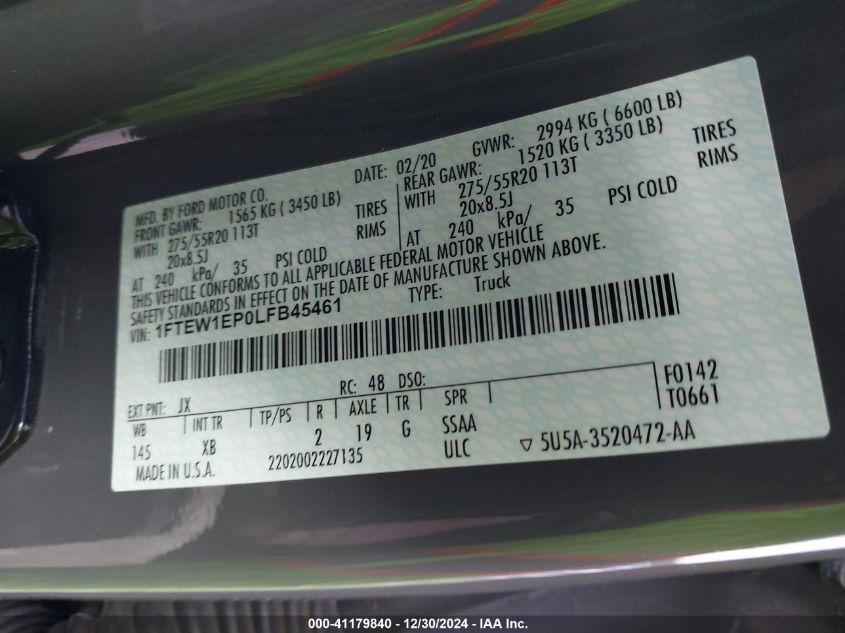 MFD. BY FORD MOTOR CO. DATE: 02/20 GVWR: 2994 KG ( 6600 LB)
FRONT GAWR: 1565 KG ( 3450 LB) REAR GAWR: 1520 KG ( 3350 LB)
WITH 275/55R20 113T TIRES WITH 275/55R20 113T TIRES
20x8.5J RIMS 20x8.5J RIMS
AT 240 kPa/ 35 PSI COLD AT 240 kPa/ 35 PSI COLD
THIS VEHICLE CONFORMS TO ALL APPLICABLE FEDERAL MOTOR VEHICLE
SAFETY STANDARDS IN EFFECT ON THE DATE OF MANUFACTURE SHOWN ABOVE.
VIN: 1FTEW1EP0LFB45461 TYPE: Truck
EXT PNT: JX RC: 48 DSO: F0142
WB INT TR TP/PS R AXLE TR SPR T0661
145 XB 2 19 G SSAA
MADE IN U.S.A. 2202002227135 ULC ▽ 5U5A-3520472-AA
000-41179840 - 12/30/2024 - IAA Inc.